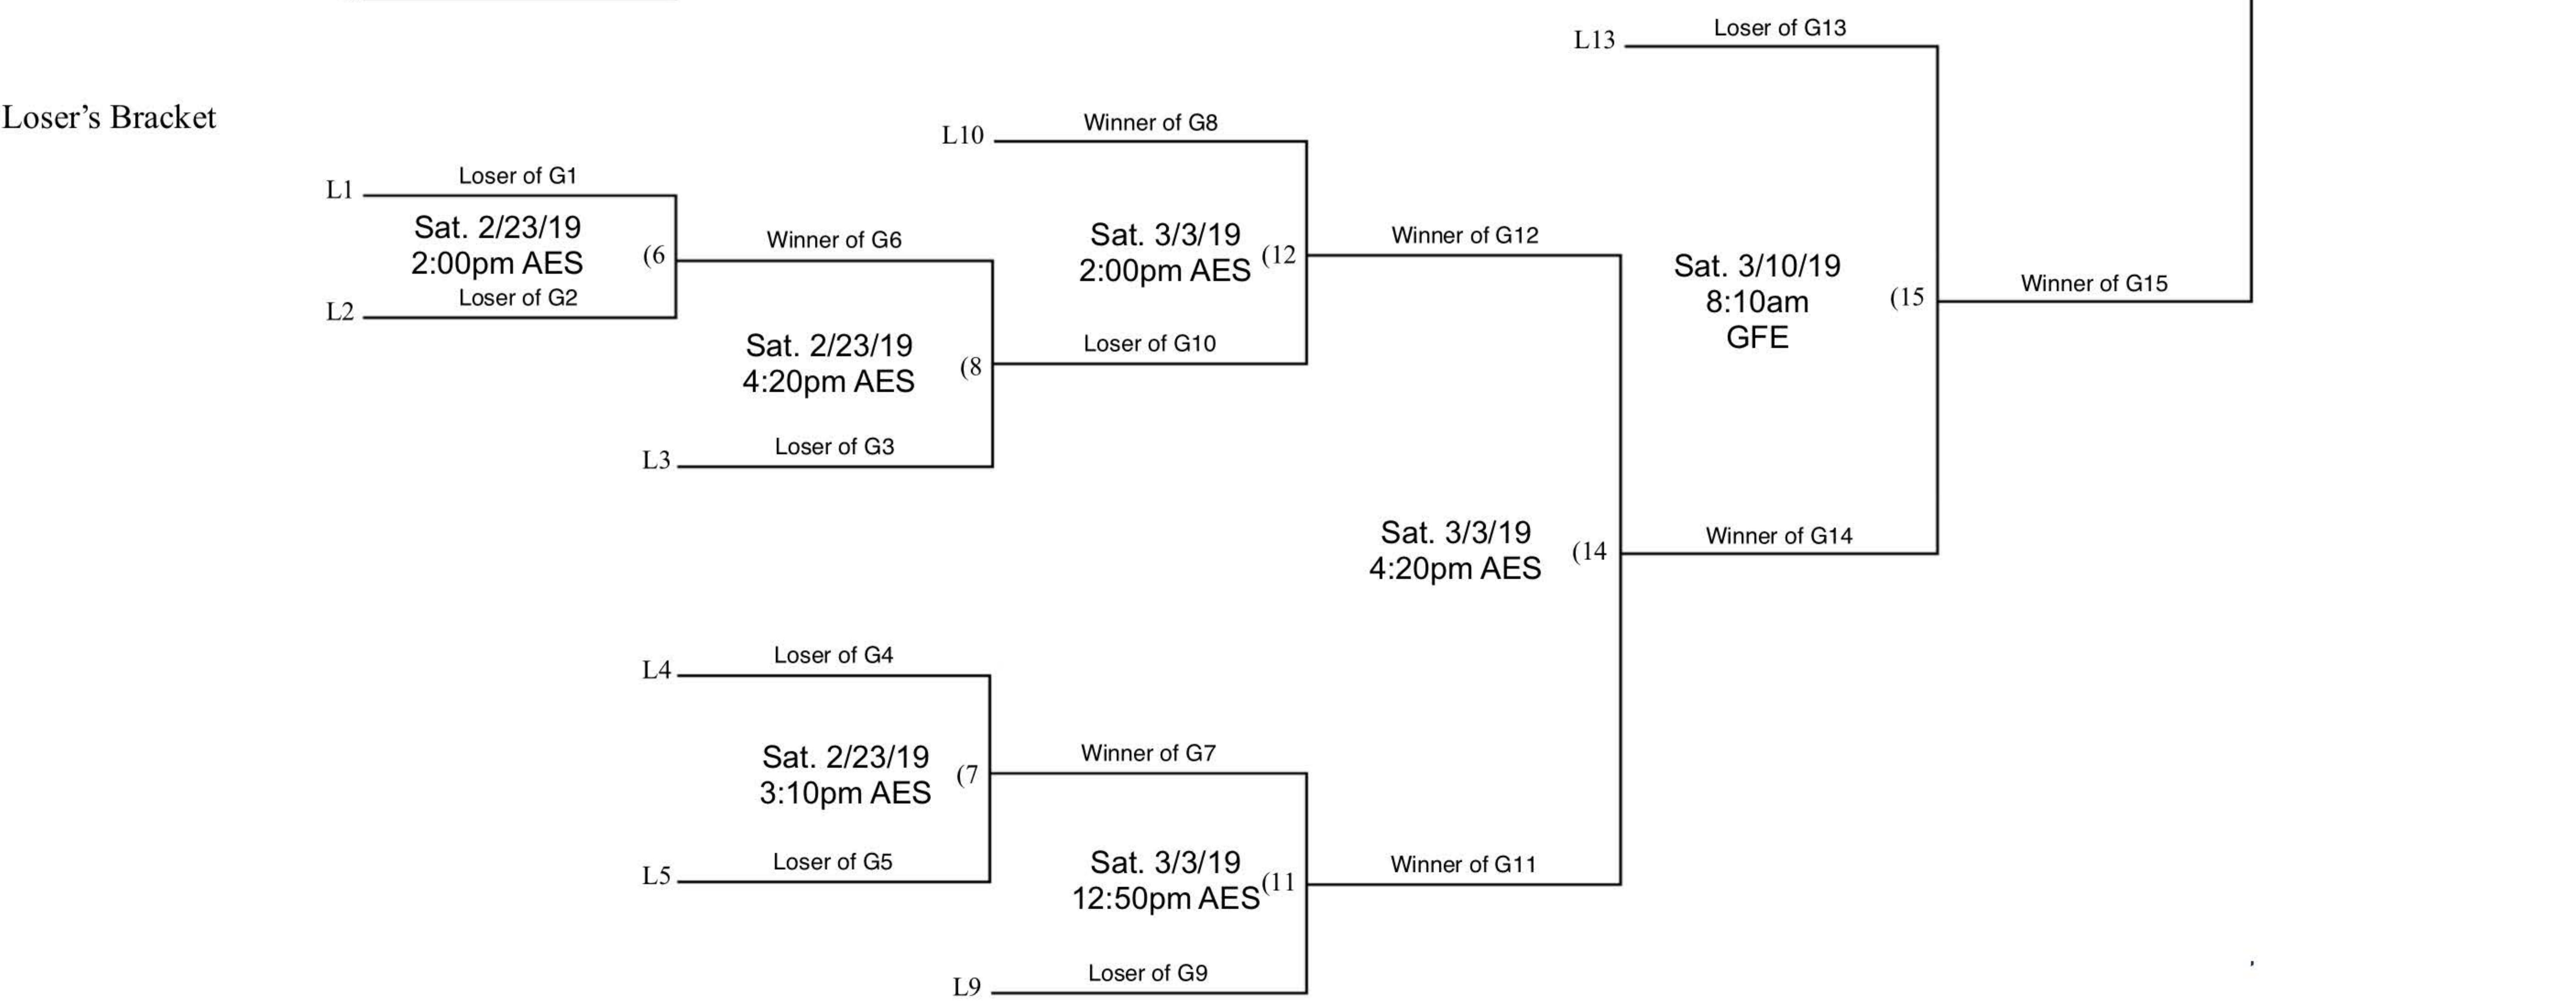 L13
Loser of G13
Loser's Bracket
L10
Winner of G8
L1
Loser of G1
Sat. 2/23/19
2:00pm AES
(6
Loser of G2
L2
Winner of G6
Sat. 2/23/19
4:20pm AES
(8
Loser of G3
L3
Sat. 3/3/19
2:00pm AES
(12
Loser of G10
Winner of G12
Sat. 3/10/19
8:10am
GFE
(15
Winner of G15
Sat. 3/3/19
4:20pm AES
(14
Winner of G14
L4
Loser of G4
Sat. 2/23/19
3:10pm AES
(7
Loser of G5
L5
Winner of G7
Sat. 3/3/19
12:50pm AES
(11
Winner of G11
Loser of G9
L9